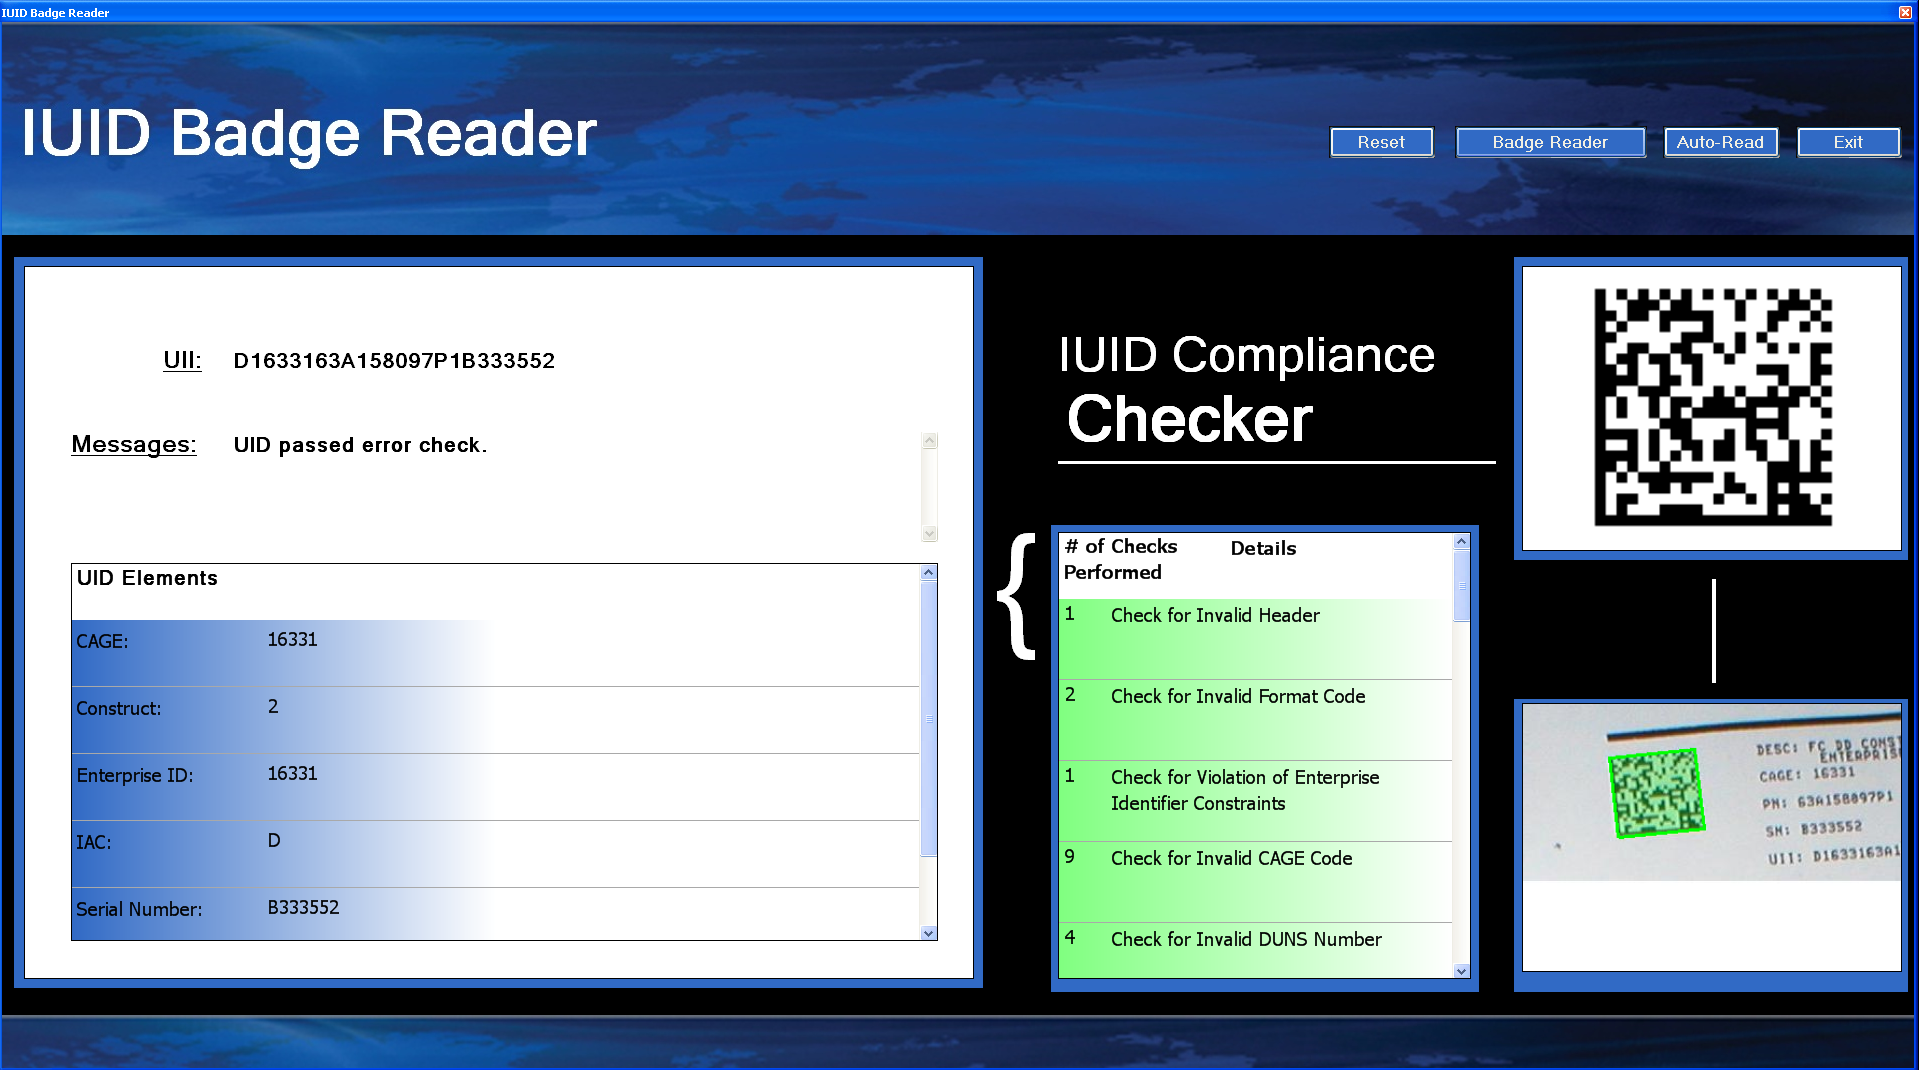 IUID Badge Reader
IUID Badge Reader
Reset
Badge Reader
Auto-Read
Exit
UII: D1633163A158097P1B333552
Messages: UID passed error check.
UID Elements
CAGE: 16331
Construct: 2
Enterprise ID: 16331
IAC: D
Serial Number: B333552
IUID Compliance
Checker
{
# of Checks
Performed
Details
1 Check for Invalid Header
2 Check for Invalid Format Code
1 Check for Violation of Enterprise
Identifier Constraints
9 Check for Invalid CAGE Code
4 Check for Invalid DUNS Number
DESC: FC DD CONST
ENTERPRIS
CAGE: 16331
PN: 63A158097P1
SN: B333552
UII: D1633163A1